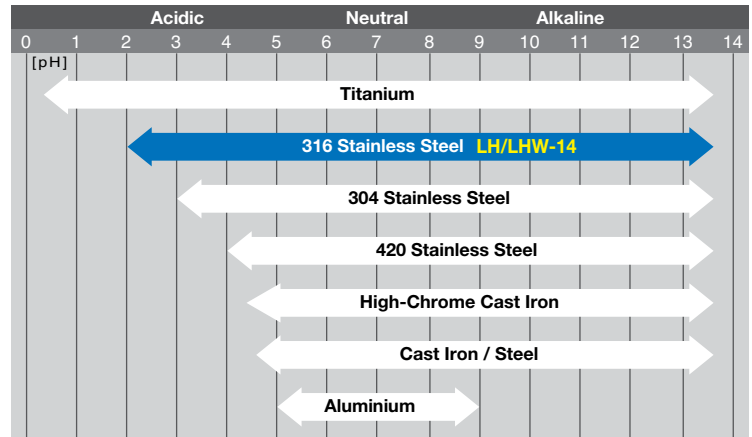 Acidic Neutral Alkaline
0 1 2 3 4 5 6 7 8 9 10 11 12 13 14
[pH]
Titanium
316 Stainless Steel LH/LHW-14
304 Stainless Steel
420 Stainless Steel
High-Chrome Cast Iron
Cast Iron / Steel
Aluminium